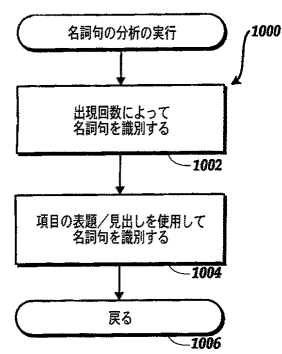 名詞句の分析の実行
1000
出現回数によって
名詞句を識別する
1002
項目の表題／見出しを使用して
名詞句を識別する
1004
戻る
1006